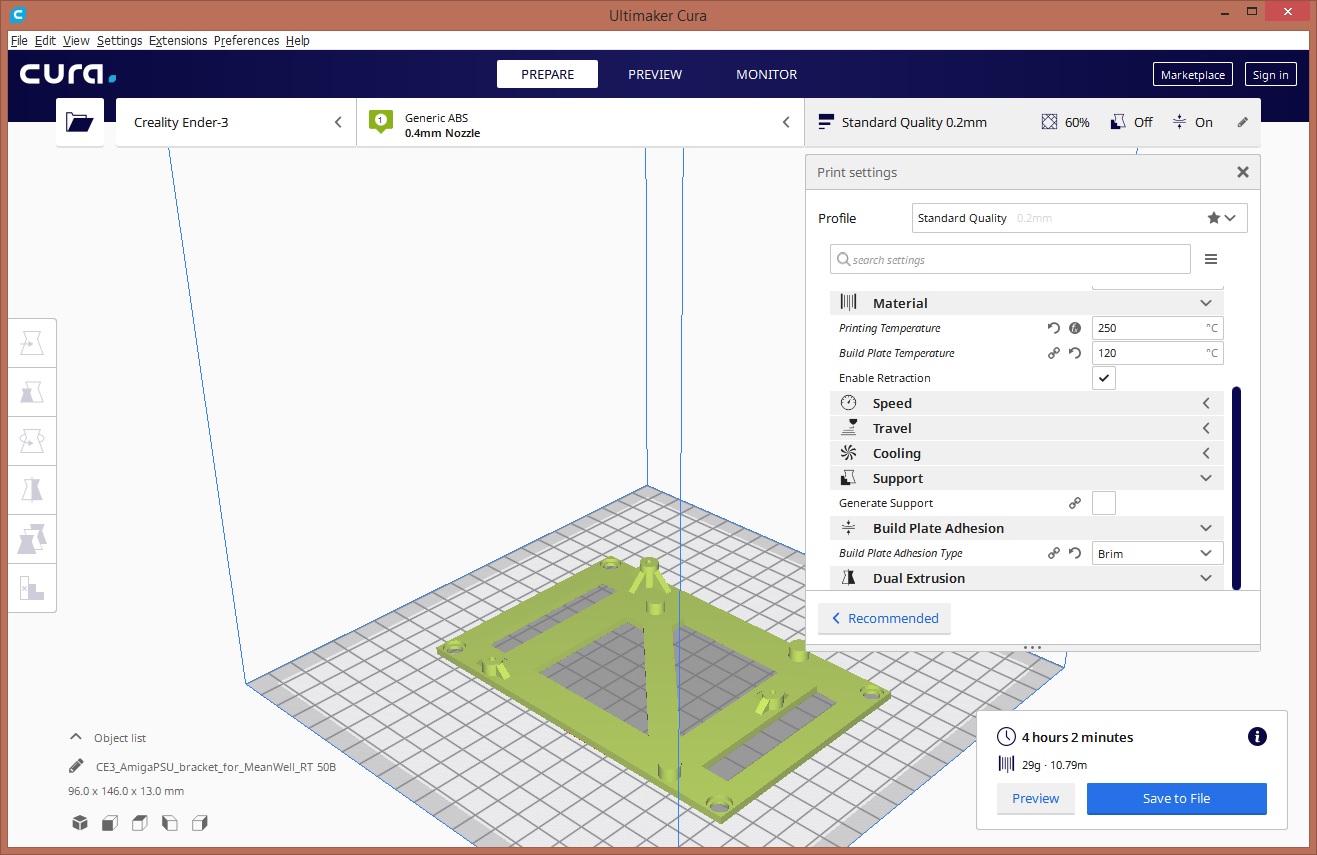 Ultimaker Cura
File Edit View Settings Extensions Preferences Help
cura.
PREPARE PREVIEW MONITOR
Marketplace Sign in
Creality Ender-3
1
Generic ABS
0.4mm Nozzle
Standard Quality 0.2mm
60% Off On
Print settings
Profile Standard Quality 0.2mm
search settings
Material
Printing Temperature 250 °C
Build Plate Temperature 120 °C
Enable Retraction
Speed
Travel
Cooling
Support
Generate Support
Build Plate Adhesion
Build Plate Adhesion Type Brim
Dual Extrusion
Recommended
Object list
CE3_AmigaPSU_bracket_for_MeanWell_RT 50B
96.0 x 146.0 x 13.0 mm
4 hours 2 minutes
29g · 10.79m
Preview Save to File